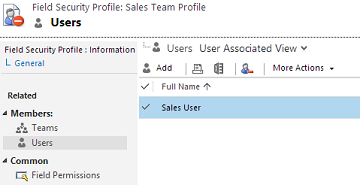 Field Security Profile: Sales Team Profile
Users
Field Security Profile : Information
General
Related
Members:
Teams
Users
Common
Field Permissions
Users User Associated View
Add
More Actions
Full Name
Sales User